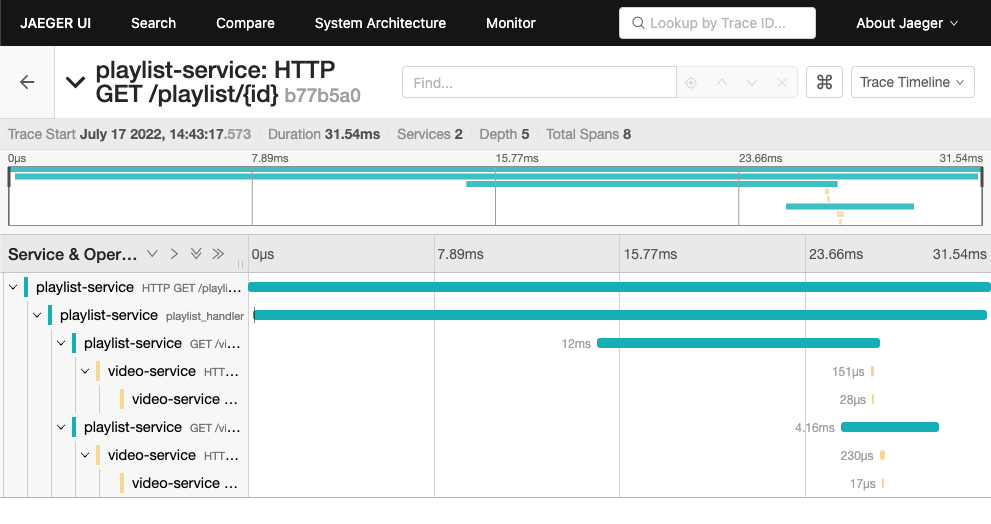 JAEGER UI Search Compare System Architecture Monitor Lookup by Trace ID... About Jaeger
playlist-service: HTTP
GET /playlist/{id} b77b5a0
Find...
⌘
Trace Timeline
Trace Start July 17 2022, 14:43:17.573 Duration 31.54ms Services 2 Depth 5 Total Spans 8
0μs 7.89ms 15.77ms 23.66ms 31.54ms
Service & Oper... 0μs 7.89ms 15.77ms 23.66ms 31.54ms
playlist-service HTTP GET /playli...
playlist-service playlist_handler
playlist-service GET /vi... 12ms
video-service HTT... 151μs
video-service ... 28μs
playlist-service GET /vi... 4.16ms
video-service HTT... 230μs
video-service ... 17μs